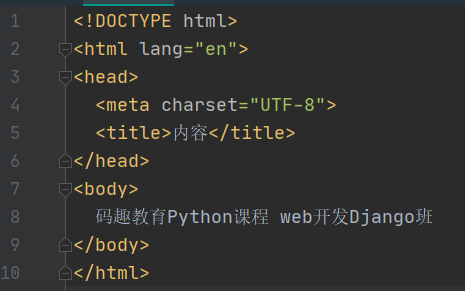 1 <!DOCTYPE html>
2 <html lang="en">
3 <head>
4 <meta charset="UTF-8">
5 <title>内容</title>
6 </head>
7 <body>
8 码趣教育Python课程 web开发Django班
9 </body>
10 </html>